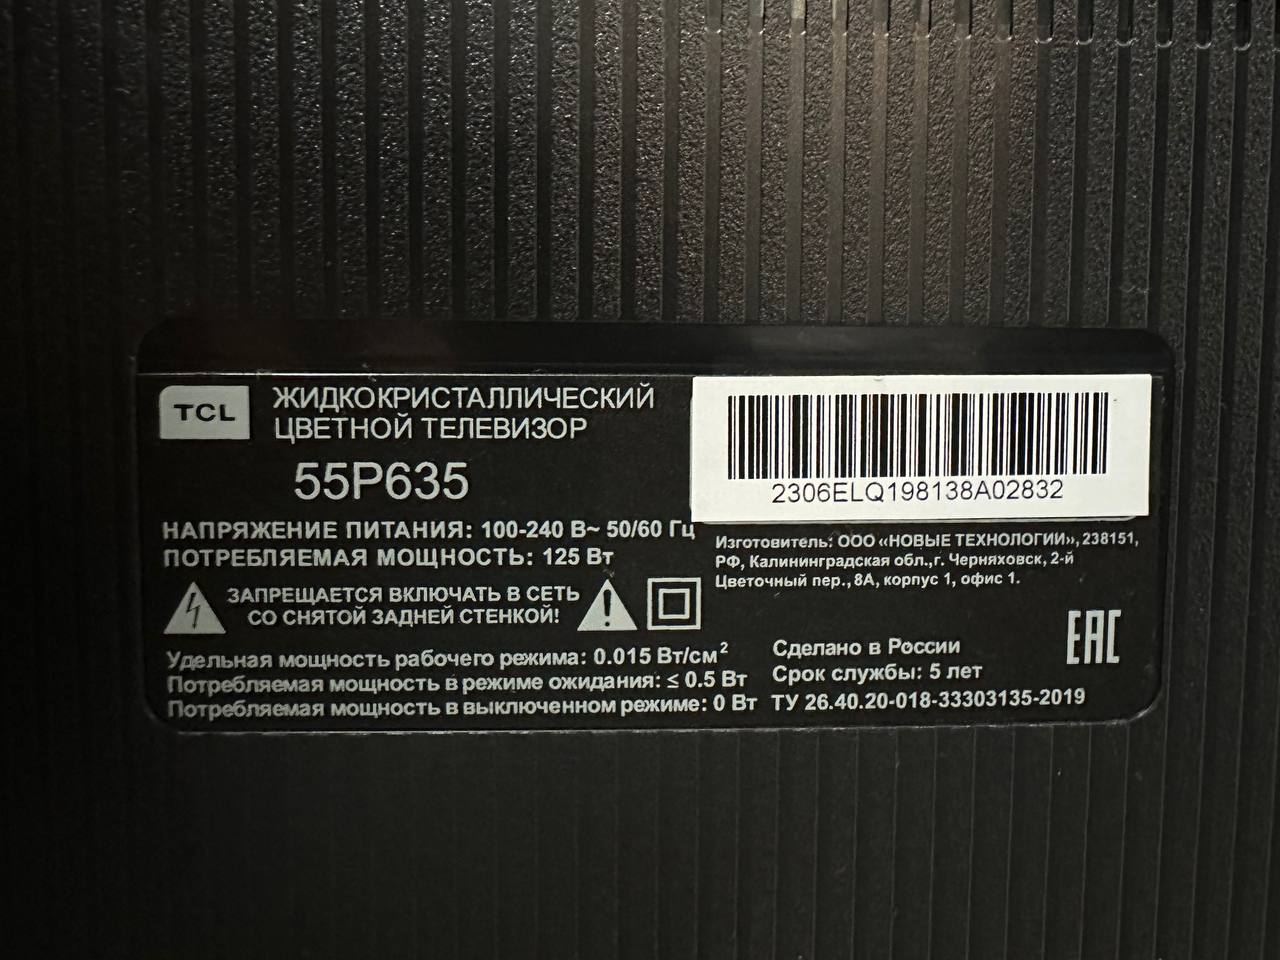 TCL
ЖИДКОКРИСТАЛЛИЧЕСКИЙ
ЦВЕТНОЙ ТЕЛЕВИЗОР
55P635
НАПРЯЖЕНИЕ ПИТАНИЯ: 100-240 В~ 50/60 Гц
ПОТРЕБЛЯЕМАЯ МОЩНОСТЬ: 125 Вт
ЗАПРЕЩАЕТСЯ ВКЛЮЧАТЬ В СЕТЬ
СО СНЯТОЙ ЗАДНЕЙ СТЕНКОЙ!
Удельная мощность рабочего режима: 0.015 Вт/см²
Потребляемая мощность в режиме ожидания: ≤ 0.5 Вт
Потребляемая мощность в выключенном режиме: 0 Вт
2306ELQ198138A02832
Изготовитель: ООО «НОВЫЕ ТЕХНОЛОГИИ», 238151,
РФ, Калининградская обл.,г. Черняховск, 2-й
Цветочный пер., 8А, корпус 1, офис 1.
Сделано в России
Срок службы: 5 лет
ТУ 26.40.20-018-33303135-2019
EAC